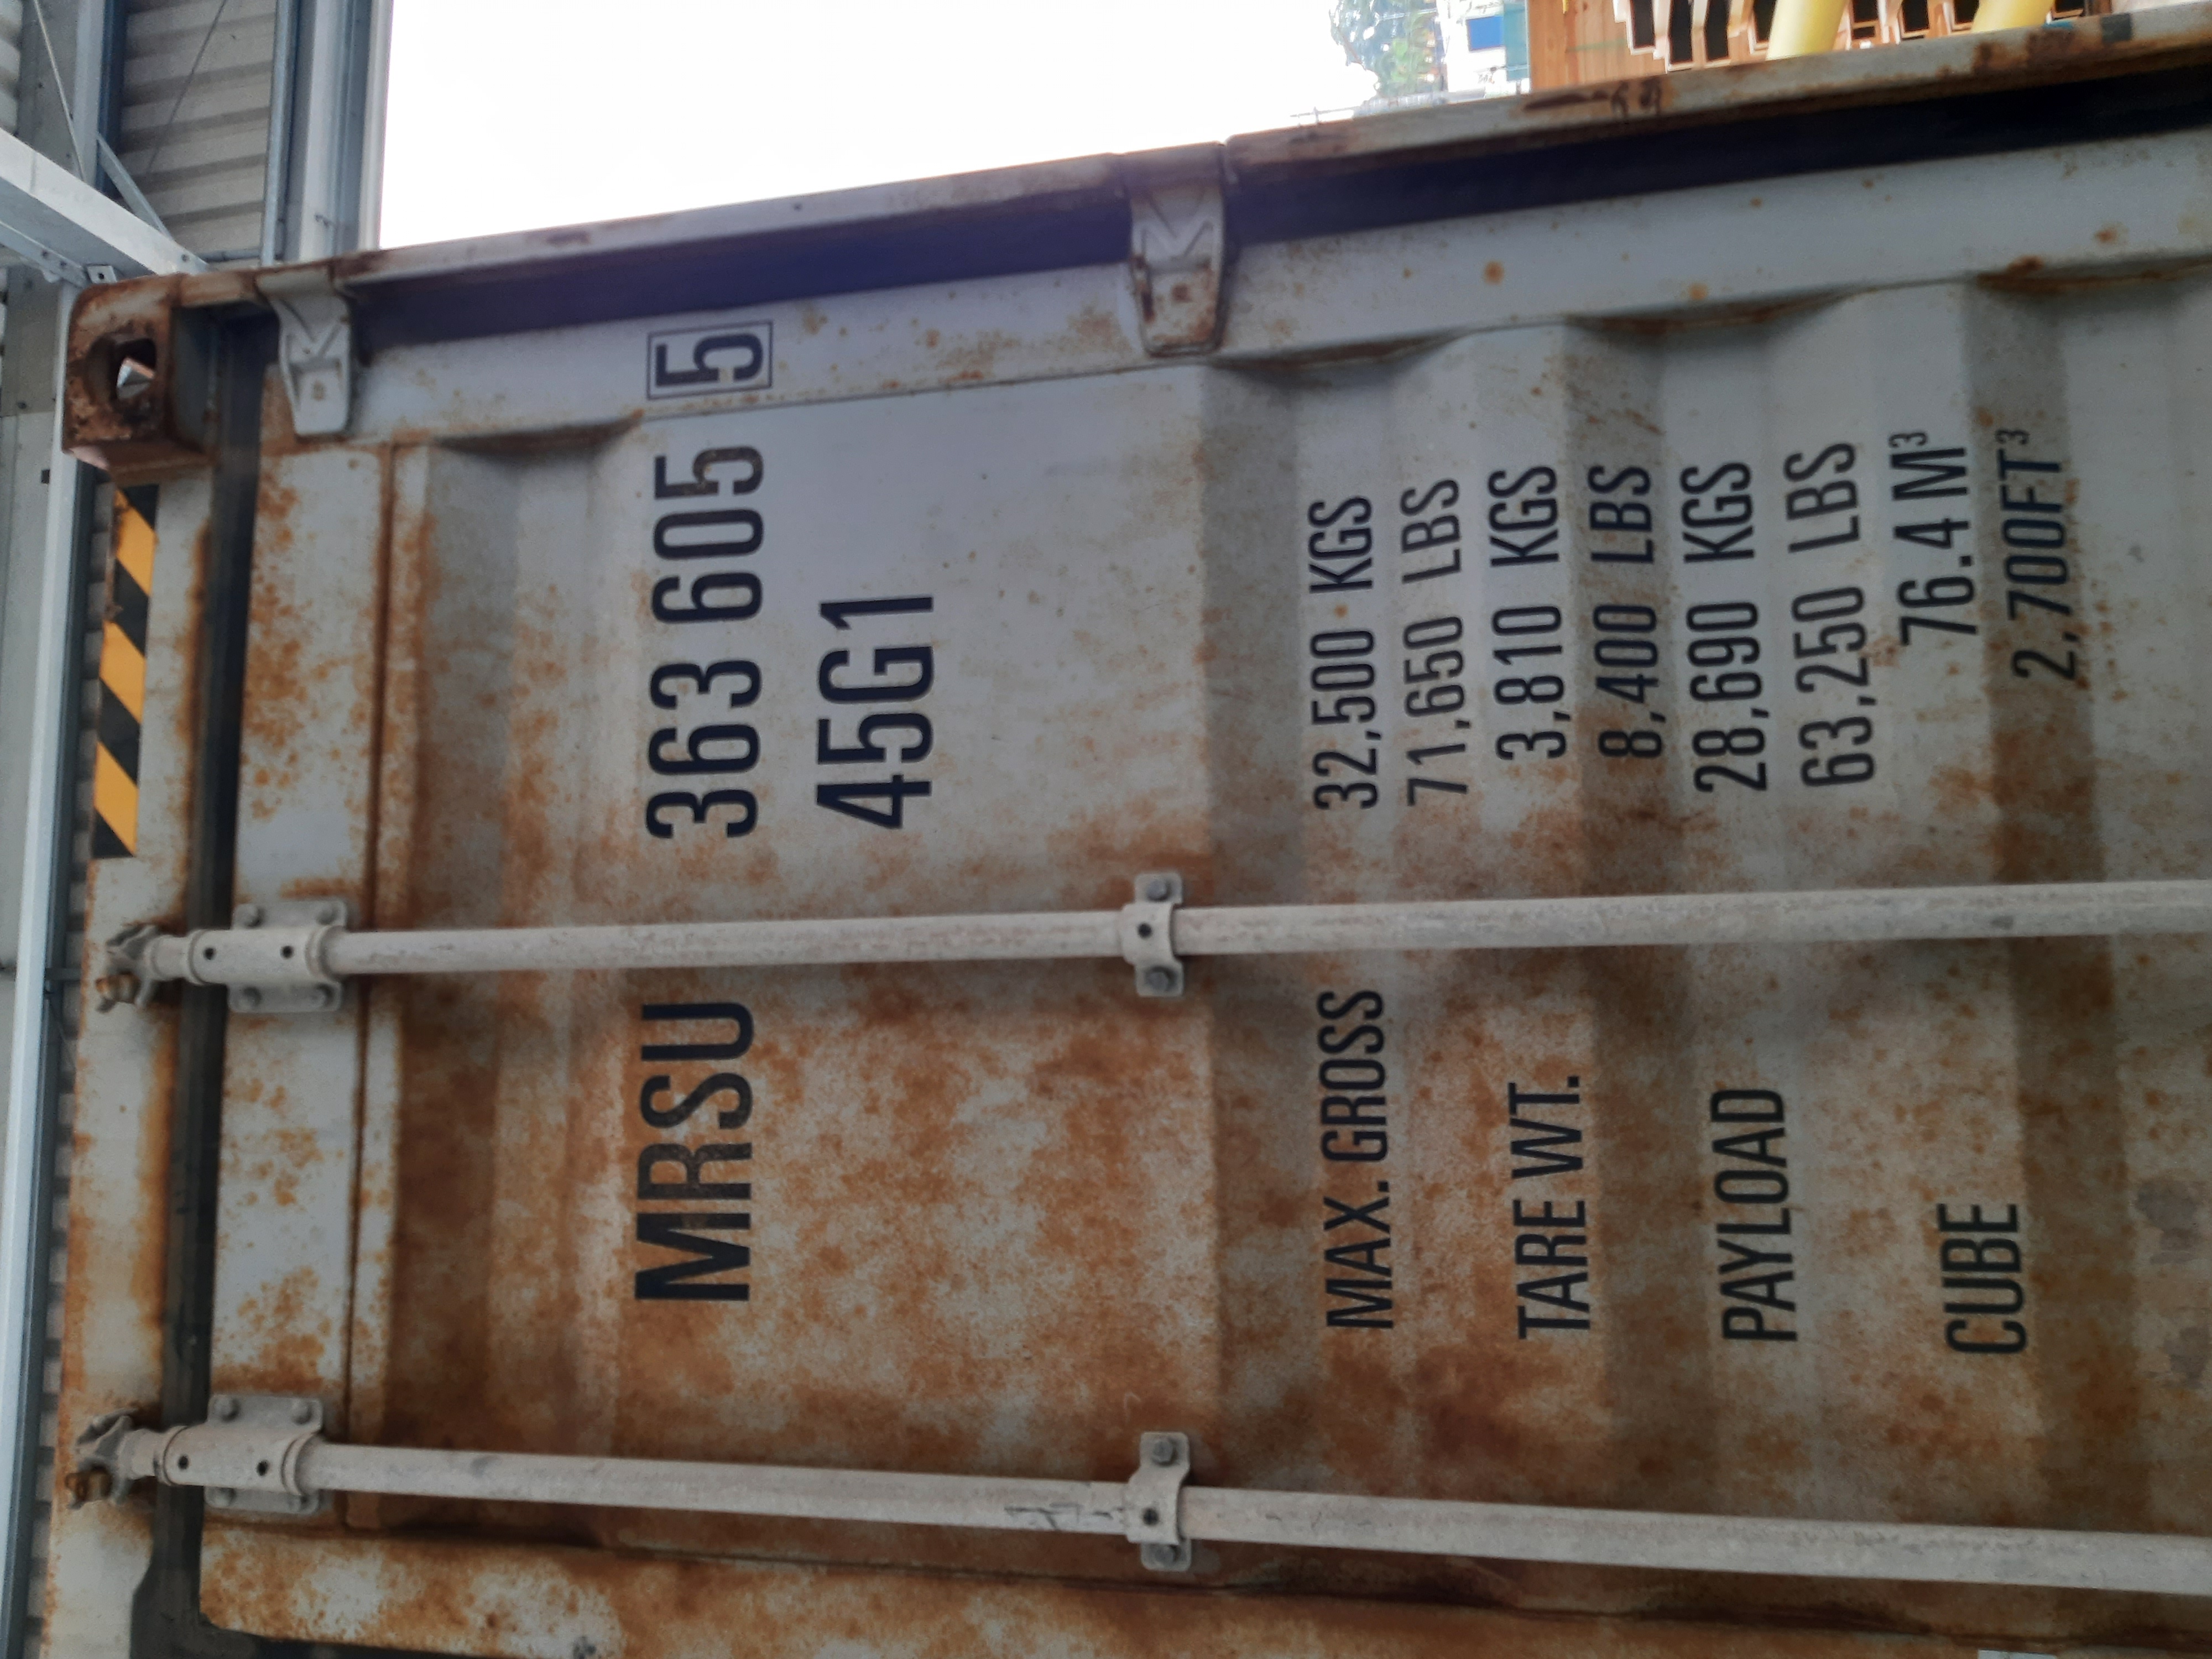 MRSU 363 605 5
45G1
MAX. GROSS 32,500 KGS
71,650 LBS
TARE WT. 3,810 KGS
8,400 LBS
PAYLOAD 28,690 KGS
63,250 LBS
CUBE 76.4 M³
2,700FT³